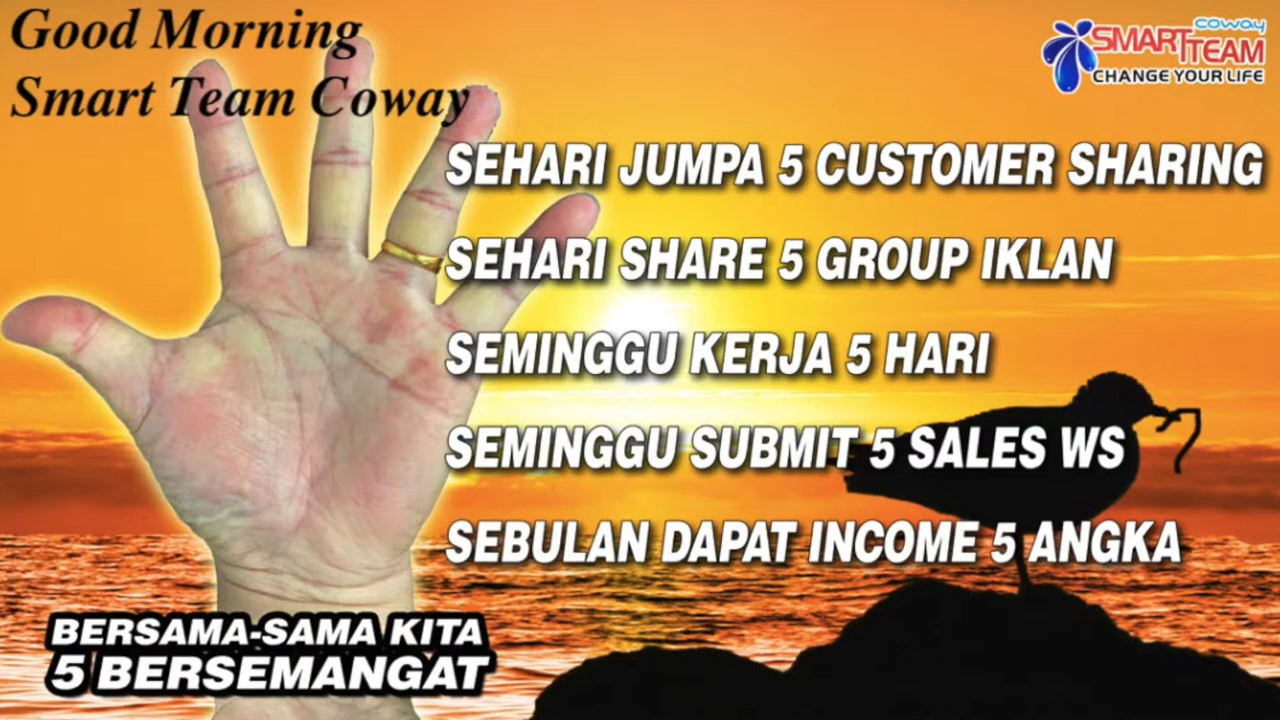 Good Morning
Smart Team Coway
coway
SMART TEAM
CHANGE YOUR LIFE
SEHARI JUMPA 5 CUSTOMER SHARING
SEHARI SHARE 5 GROUP IKLAN
SEMINGGU KERJA 5 HARI
SEMINGGU SUBMIT 5 SALES WS
SEBULAN DAPAT INCOME 5 ANGKA
BERSAMA-SAMA KITA
5 BERSEMANGAT